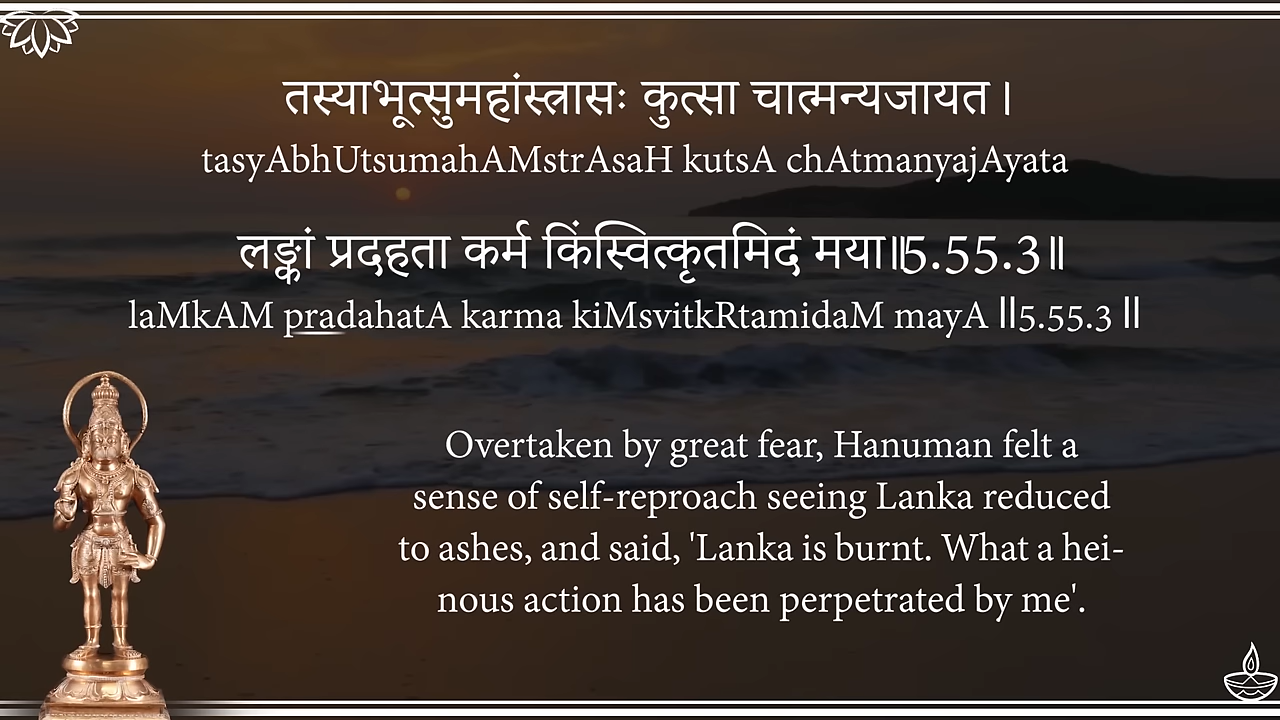 तस्याभूत्सुमहांस्त्रासः कुत्सा चात्मन्यजायत।
tasyAbhUtsumahAMstrAsaH kutsA chAtmanyajAyata
लङ्कां प्रदहता कर्म किंस्वित्कृतमिदं मया॥5.55.3॥
laMkAM pradahatA karma kiMsvitkRtamidaM mayA ॥5.55.3॥
Overtaken by great fear, Hanuman felt a
sense of self-reproach seeing Lanka reduced
to ashes, and said, 'Lanka is burnt. What a hei-
nous action has been perpetrated by me'.